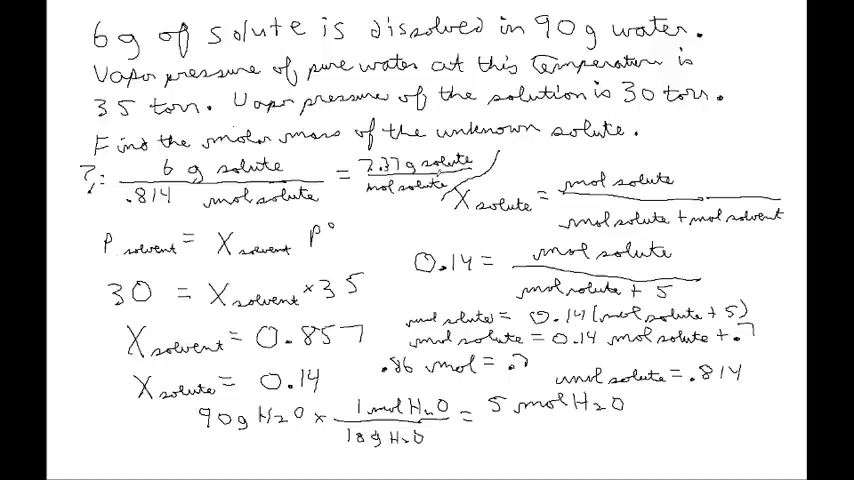 6g of solute is dissolved in 90g water.
Vapor pressure of pure water at this temperature is
35 torr. Vapor pressure of the solution is 30 torr.
Find the molar mass of the unknown solute.
?: 6 g solute / .814 mol solute = 7.37 g solute / mol solute
X solute = mol solute / mol solute + mol solvent
P solvent = X solvent P°
0.14 = mol solute / mol solute + 5
30 = X solvent × 35
mol solute = 0.14 (mol solute + 5)
X solvent = 0.857
mol solute = 0.14 mol solute + .7
.86 mol = .7
X solute = 0.14
mol solute = .814
90g H2O × 1 mol H2O / 18g H2O = 5 mol H2O